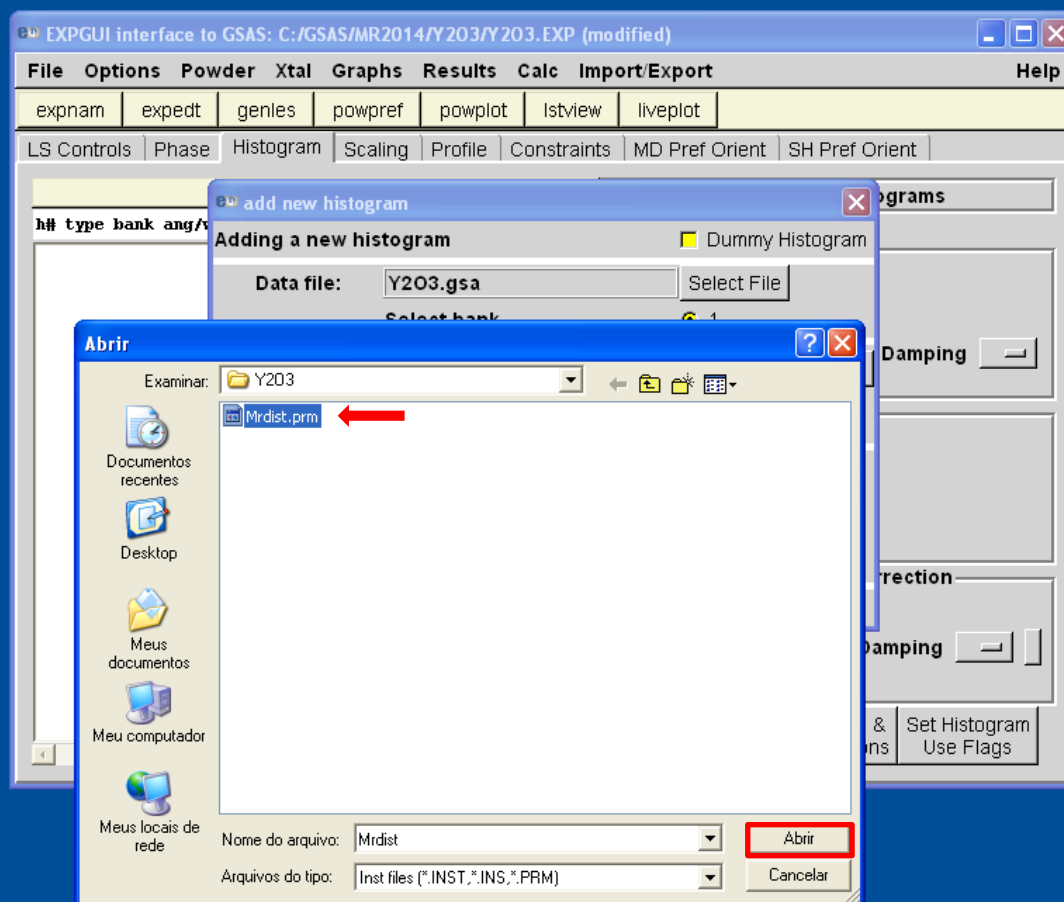 EXPGUI interface to GSAS: C:/GSAS/MR2014/Y2O3/Y2O3.EXP (modified)
File Options Powder Xtal Graphs Results Calc Import/Export Help
expnam expedt genles powpref powplot lstview liveplot
LS Controls Phase Histogram Scaling Profile Constraints MD Pref Orient SH Pref Orient
add new histogram
h# type bank
Adding a new histogram Dummy Histogram
Data file: Y2O3.gsa Select File
Select bank 1
Abrir
Damping
Examinar: Y2O3
Mrdist.prm
Documentos
recentes
Desktop
Meus
documentos
Damping
Meu computador
& Set Histogram
Use Flags
Meus locais de
rede
Nome do arquivo: Mrdist Abrir
Arquivos do tipo: Inst files (*.INST,*.INS,*.PRM) Cancelar